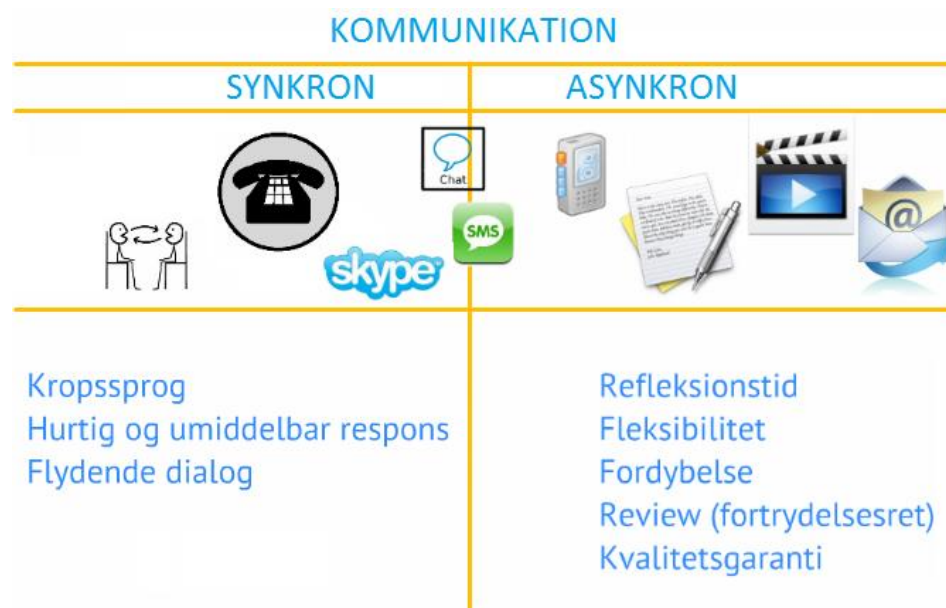 KOMMUNIKATION
SYNKRON
ASYNKRON
Chat
SMS
skype
@
Kropssprog
Hurtig og umiddelbar respons
Flydende dialog
Refleksionstid
Fleksibilitet
Fordybelse
Review (fortrydelsesret)
Kvalitetsgaranti